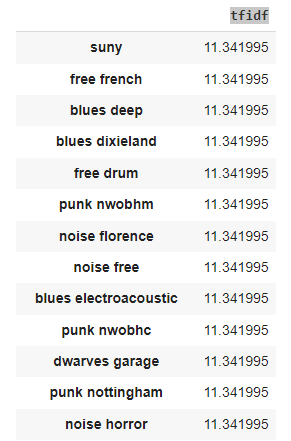 tfidf
suny 11.341995
free french 11.341995
blues deep 11.341995
blues dixieland 11.341995
free drum 11.341995
punk nwobhm 11.341995
noise florence 11.341995
noise free 11.341995
blues electroacoustic 11.341995
punk nwobhc 11.341995
dwarves garage 11.341995
punk nottingham 11.341995
noise horror 11.341995